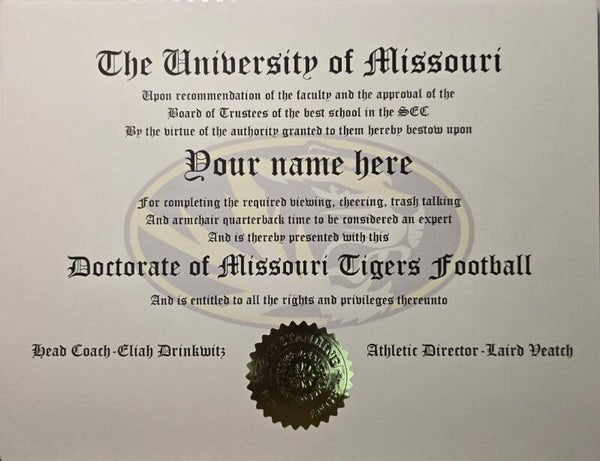 The University of Missouri
Upon recommendation of the faculty and the approval of the
Board of Trustees of the best school in the SEC
By the virtue of the authority granted to them hereby bestow upon
Your name here
For completing the required viewing, cheering, trash talking
And armchair quarterback time to be considered an expert
And is thereby presented with this
Doctorate of Missouri Tigers Football
And is entitled to all the rights and privileges thereunto
Head Coach-Eliah Drinkwitz
Athletic Director-Laird Veatch